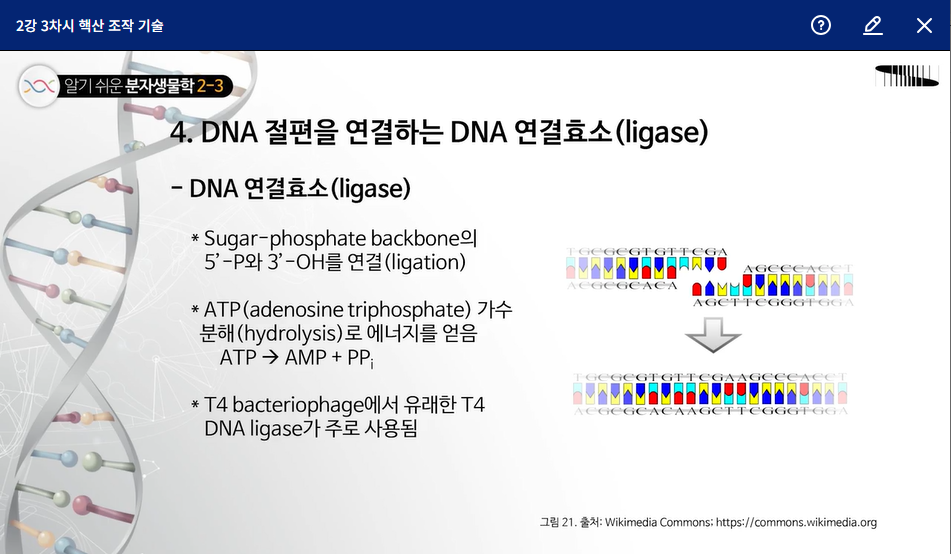 2강 3차시 핵산 조작 기술
알기 쉬운 분자생물학 2-3
4. DNA 절편을 연결하는 DNA 연결효소(ligase)
- DNA 연결효소(ligase)
* Sugar-phosphate backbone의
5'-P와 3'-OH를 연결(ligation)
* ATP(adenosine triphosphate) 가수
분해(hydrolysis)로 에너지를 얻음
ATP → AMP + PPi
* T4 bacteriophage에서 유래한 T4
DNA ligase가 주로 사용됨
TGCGCGTGTTCGA
ACGCGCACA
AGCCCACCT
AGCTTCGGGTGGA
TGCGCGTGTTCGAAGCCCACCT
ACGCGCACAAGCTTCGGGTGGA
그림 21. 출처: Wikimedia Commons; https://commons.wikimedia.org